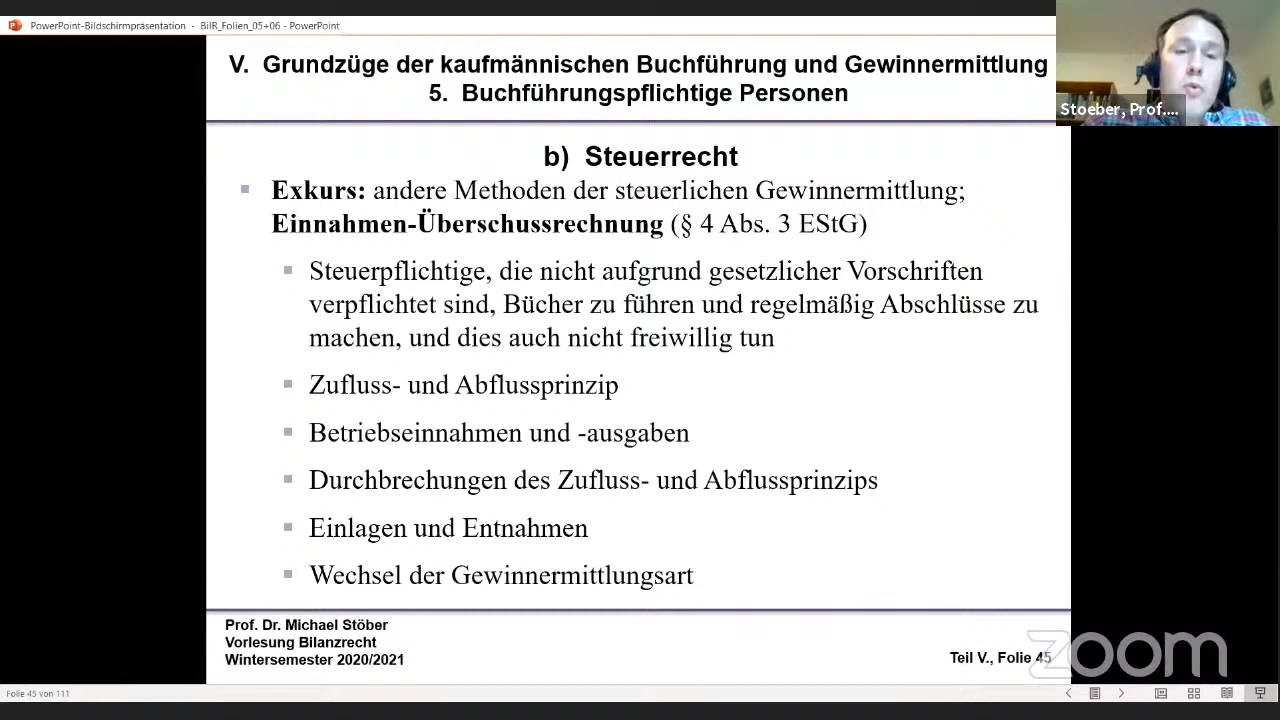 PowerPoint-Bildschirmpräsentation - BilR_Folien_05+06 - PowerPoint
Stoeber, Prof....
V. Grundzüge der kaufmännischen Buchführung und Gewinnermittlung
5. Buchführungspflichtige Personen
b) Steuerrecht
Exkurs: andere Methoden der steuerlichen Gewinnermittlung;
Einnahmen-Überschussrechnung (§ 4 Abs. 3 EStG)
Steuerpflichtige, die nicht aufgrund gesetzlicher Vorschriften
verpflichtet sind, Bücher zu führen und regelmäßig Abschlüsse zu
machen, und dies auch nicht freiwillig tun
Zufluss- und Abflussprinzip
Betriebseinnahmen und -ausgaben
Durchbrechungen des Zufluss- und Abflussprinzips
Einlagen und Entnahmen
Wechsel der Gewinnermittlungsart
Prof. Dr. Michael Stöber
Vorlesung Bilanzrecht
Wintersemester 2020/2021
Teil V., Folie 45
zoom
Folie 45 von 111